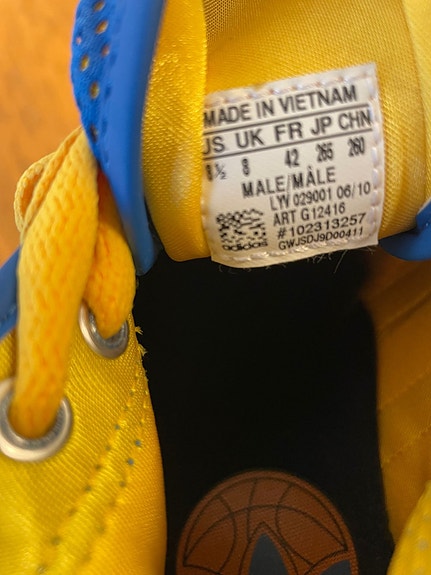 MADE IN VIETNAM
US UK FR JP CHN
8½ 8 42 265 260
MALE/MÂLE
LYV 029001 06/10
ART G12416
#102313257
adidas GWJSDJ9D00411